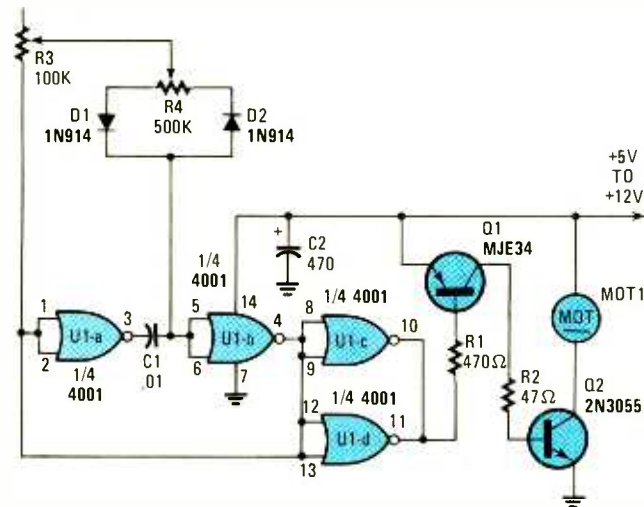 R3
100K
D1
1N914
R4
500K
D2
1N914
+5V
TO
+12V
+
C2
470
Q1
MJE34
MOT1
MOT
1/4
4001
14
1
2
U1-a
3
C1
.01
1/4
4001
5
6
U1-b
4
7
1/4 4001
8
9
U1-c
10
1/4 4001
12
13
U1-d
11
R1
470Ω
R2
47Ω
Q2
2N3055